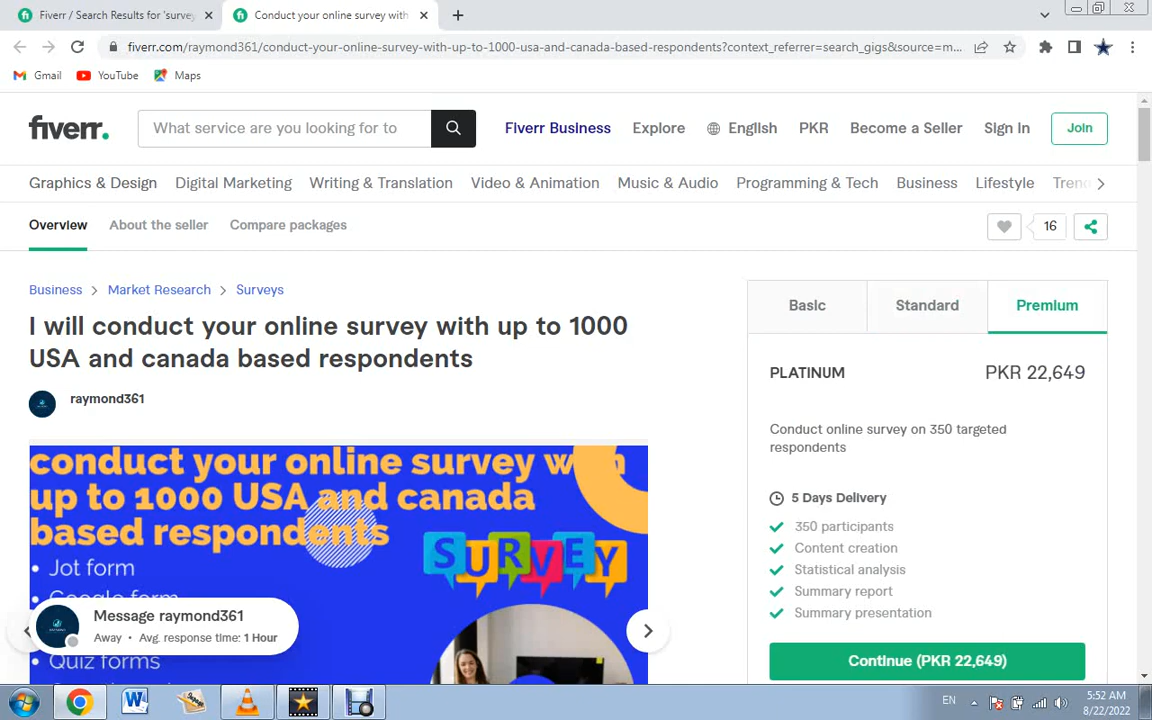 Fiverr / Search Results for 'survey
Conduct your online survey with
fiverr.com/raymond361/conduct-your-online-survey-with-up-to-1000-usa-and-canada-based-respondents?context_referrer=search_gigs&source=m...
Gmail
YouTube
Maps
fiverr.
What service are you looking for to
Fiverr Business
Explore
English
PKR
Become a Seller
Sign In
Join
Graphics & Design
Digital Marketing
Writing & Translation
Video & Animation
Music & Audio
Programming & Tech
Business
Lifestyle
Tren
Overview
About the seller
Compare packages
16
Business > Market Research > Surveys
I will conduct your online survey with up to 1000
USA and canada based respondents
raymond361
conduct your online survey with
up to 1000 USA and canada
based respondents
SURVEY
• Jot form
Google form
Message raymond361
Away • Avg. response time: 1 Hour
Quiz forms
Basic
Standard
Premium
PLATINUM
PKR 22,649
Conduct online survey on 350 targeted
respondents
5 Days Delivery
350 participants
Content creation
Statistical analysis
Summary report
Summary presentation
Continue (PKR 22,649)
EN
5:52 AM
8/22/2022